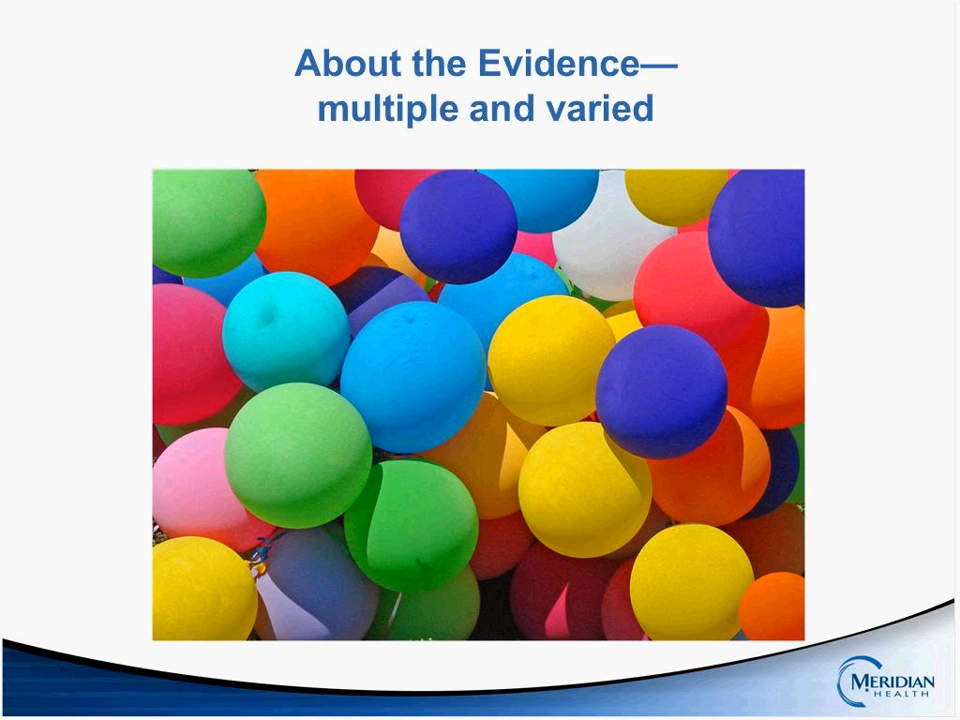 About the Evidence—
multiple and varied
MERIDIAN
HEALTH